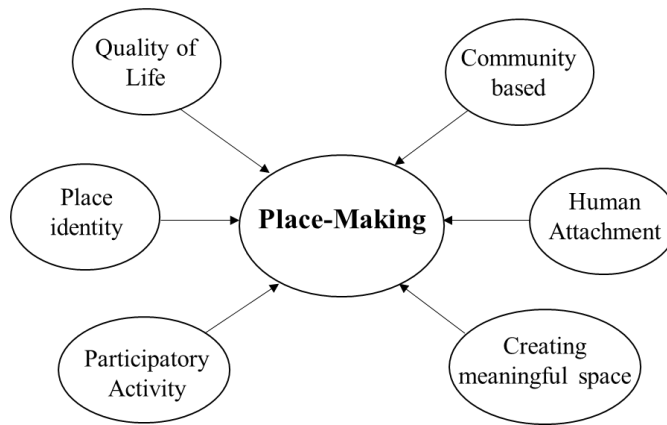 Quality of
Life
Community
based
Place
identity
Place-Making
Human
Attachment
Participatory
Activity
Creating
meaningful space